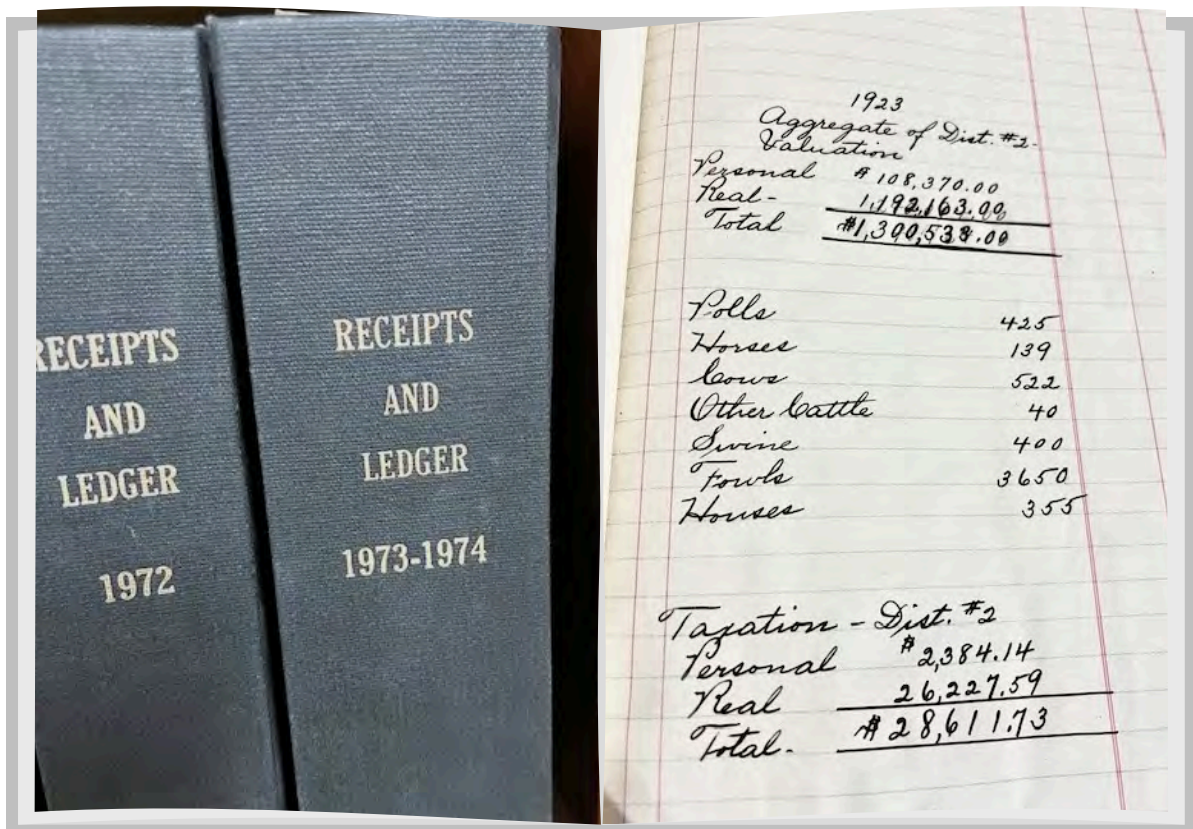 RECEIPTS
AND
LEDGER
1972
RECEIPTS
AND
LEDGER
1973-1974
1923
Aggregate of Dist. #2-
Valuation
Personal $108,370.00
Real- 1,192,163.00
Total $1,300,533.00
Polls 425
Horses 139
Cows 522
Other Cattle 40
Swine 400
Fowls 3650
Houses 355
Taxation - Dist. #2
Personal $2,384.14
Real 26,227.59
Total- $28,611.73